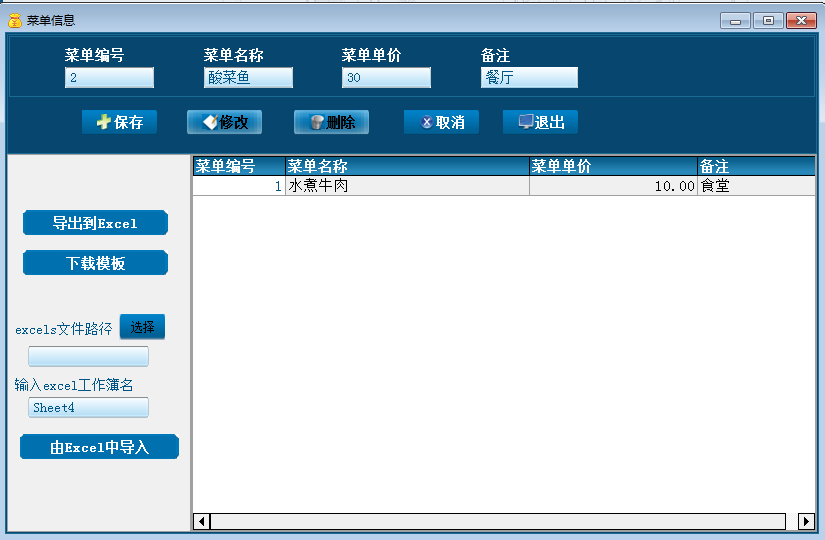 菜单信息
菜单编号 菜单名称 菜单单价 备注
2 酸菜鱼 30 餐厅
保存 修改 删除 取消 退出
菜单编号 菜单名称 菜单单价 备注
1 水煮牛肉 10.00 食堂
导出到Excel
下载模板
excels文件路径 选择
输入excel工作簿名
Sheet4
由Excel中导入